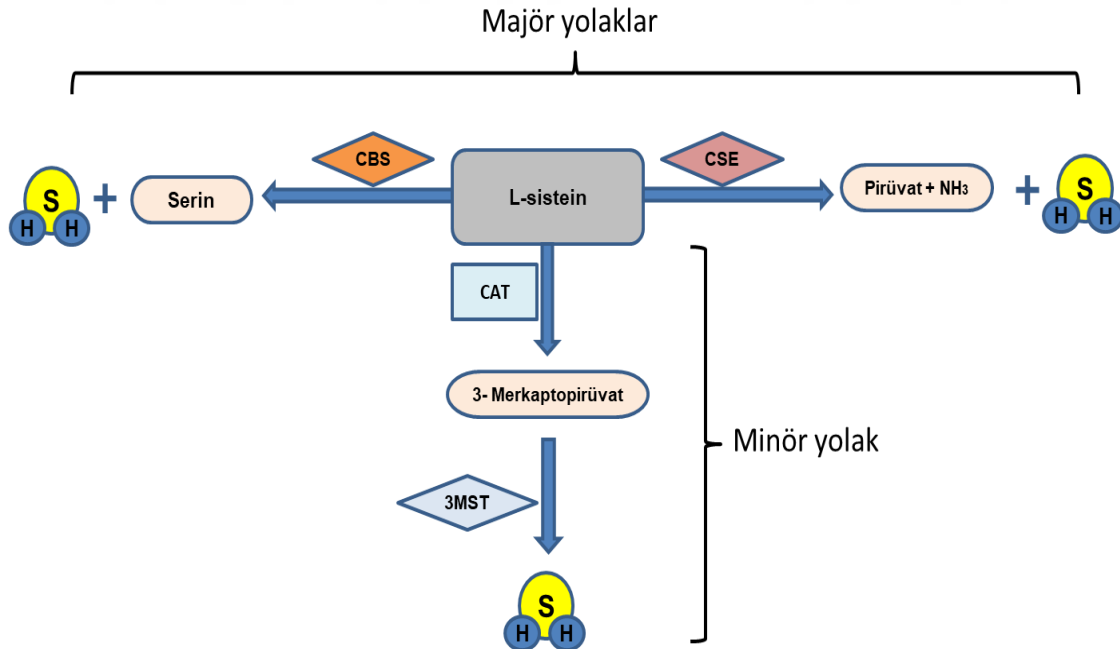 Majör yolaklar
CBS
CSE
S
H H
+
Serin
L-sistein
Pirüvat + NH₃
+
S
H H
CAT
3- Merkaptopirüvat
Minör yolak
3MST
S
H H